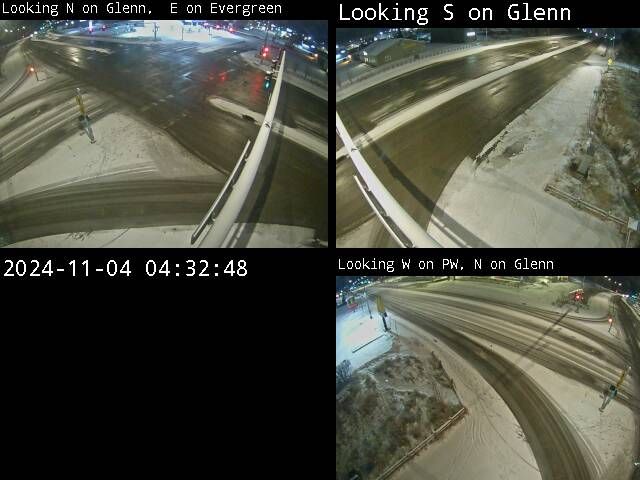 Looking N on Glenn,  E on Evergreen
Looking S on Glenn
2024-11-04 04:32:48
Looking W on PW, N on Glenn